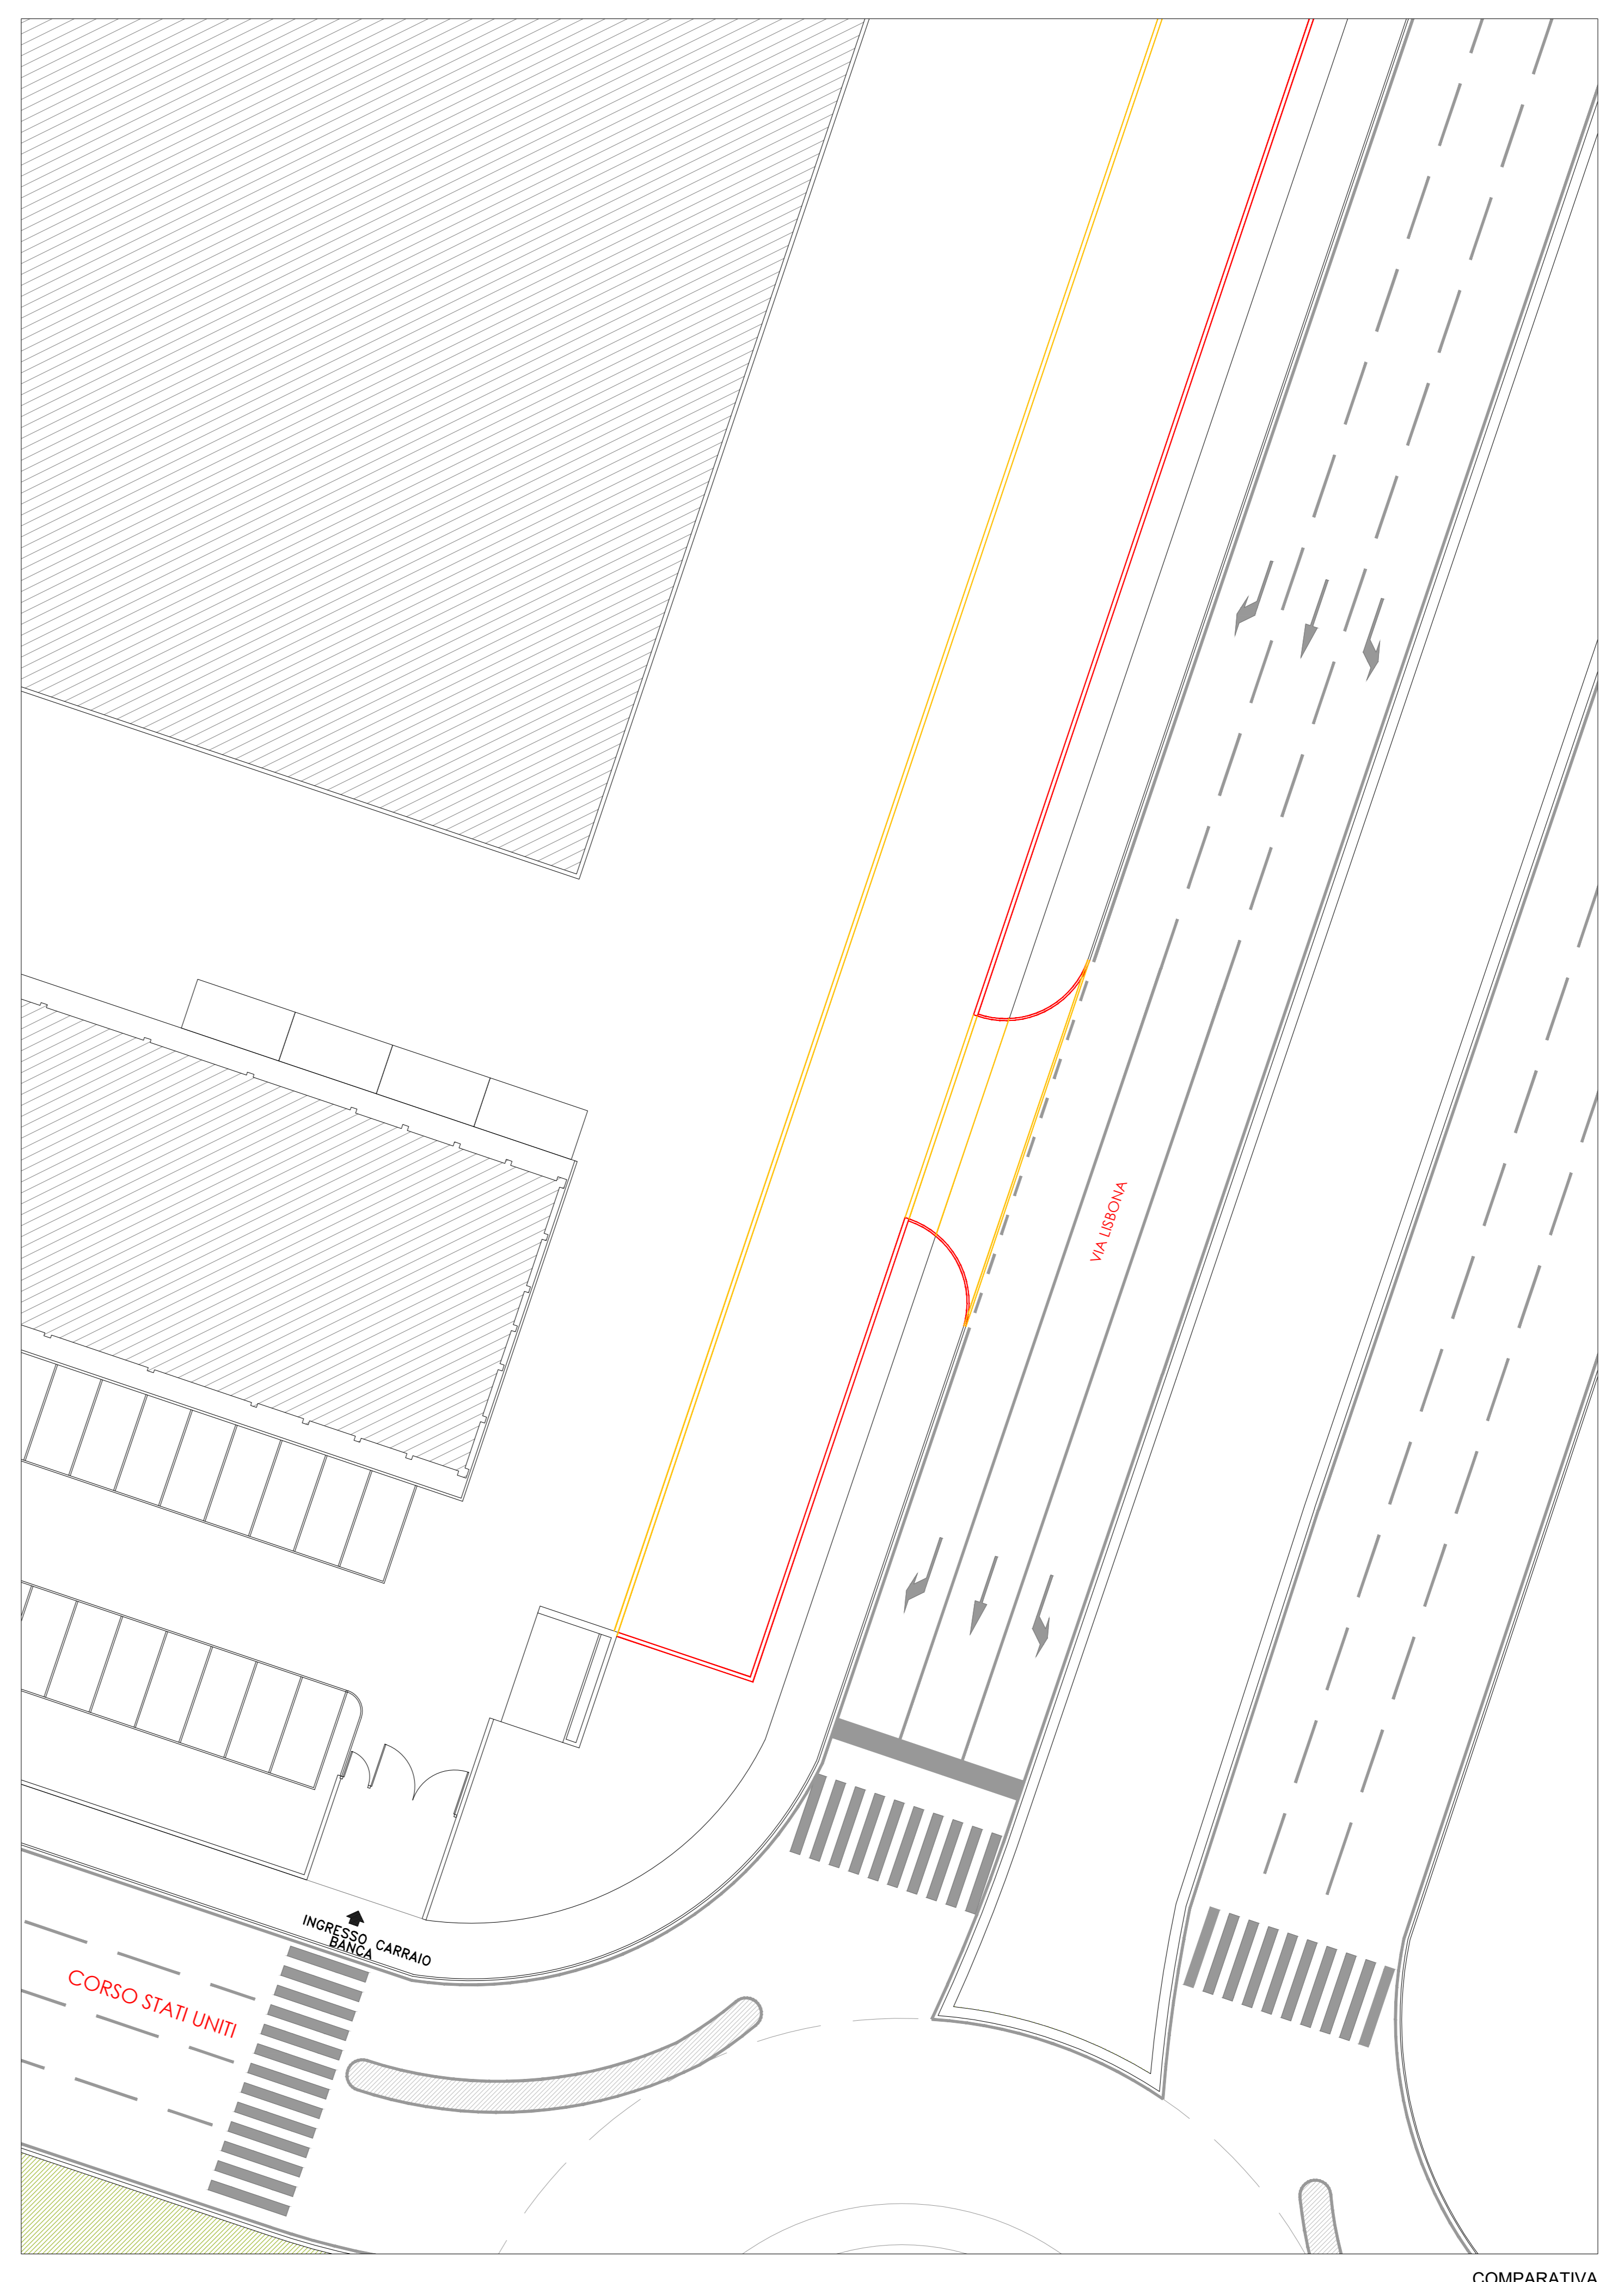 VIA LISBONA
INGRESSO CARRAIO
BANCA
CORSO STATI UNITI
COMPARATIVA